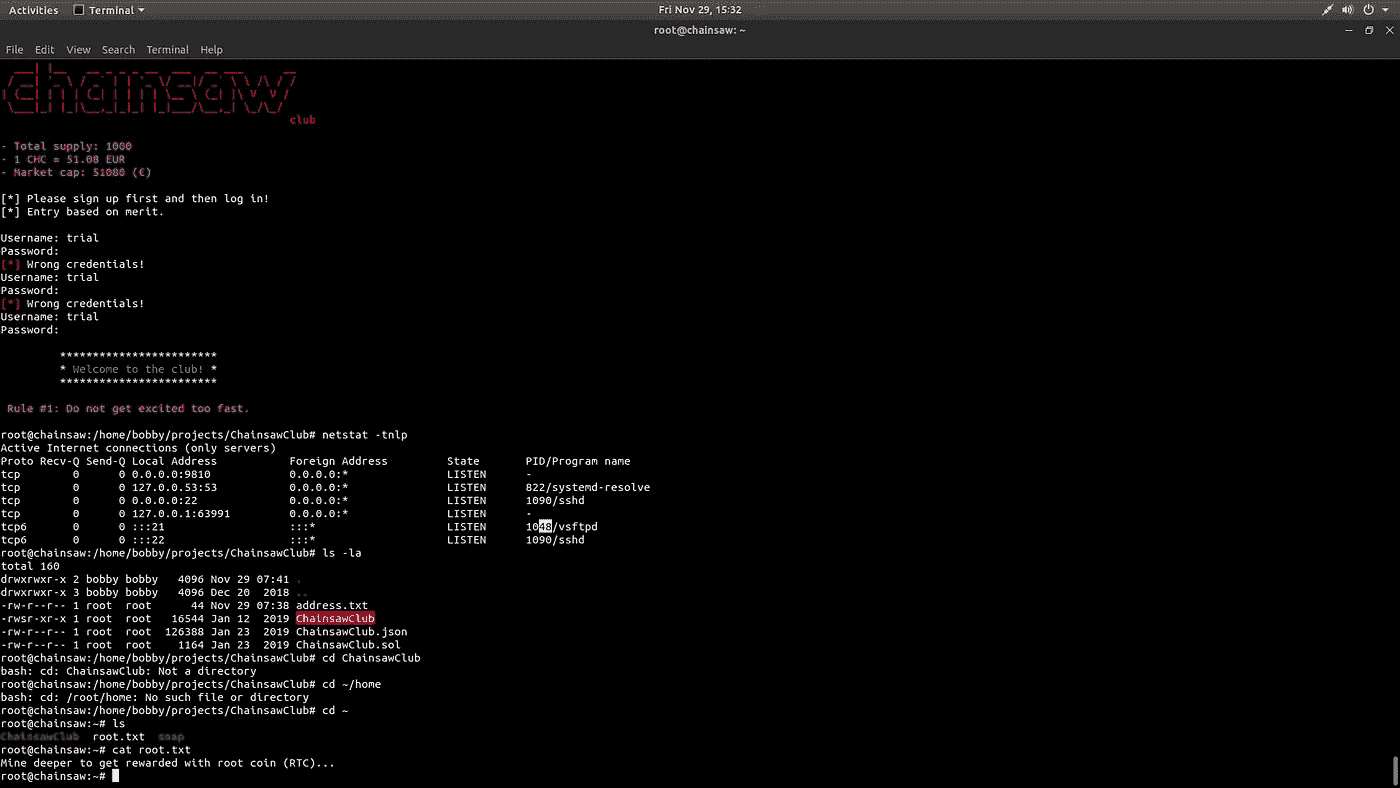 Activities Terminal Fri Nov 29, 15:32
root@chainsaw: ~
File Edit View Search Terminal Help
chainsaw
club
- Total supply: 1000
- 1 CHC = 51.08 EUR
- Market cap: 51080 (€)
[*] Please sign up first and then log in!
[*] Entry based on merit.
Username: trial
Password:
[*] Wrong credentials!
Username: trial
Password:
[*] Wrong credentials!
Username: trial
Password:
************************
* Welcome to the club! *
************************
Rule #1: Do not get excited too fast.
root@chainsaw:/home/bobby/projects/ChainsawClub# netstat -tnlp
Active Internet connections (only servers)
Proto Recv-Q Send-Q Local Address Foreign Address State PID/Program name
tcp 0 0 0.0.0.0:9810 0.0.0.0:* LISTEN -
tcp 0 0 127.0.0.53:53 0.0.0.0:* LISTEN 822/systemd-resolve
tcp 0 0 0.0.0.0:22 0.0.0.0:* LISTEN 1090/sshd
tcp 0 0 127.0.0.1:63991 0.0.0.0:* LISTEN -
tcp6 0 0 :::21 :::* LISTEN 1048/vsftpd
tcp6 0 0 :::22 :::* LISTEN 1090/sshd
root@chainsaw:/home/bobby/projects/ChainsawClub# ls -la
total 160
drwxrwxr-x 2 bobby bobby 4096 Nov 29 07:41 .
drwxrwxr-x 3 bobby bobby 4096 Dec 20 2018 ..
-rw-r--r-- 1 root root 44 Nov 29 07:38 address.txt
-rwsr-xr-x 1 root root 16544 Jan 12 2019 ChainsawClub
-rw-r--r-- 1 root root 126388 Jan 23 2019 ChainsawClub.json
-rw-r--r-- 1 root root 1164 Jan 23 2019 ChainsawClub.sol
root@chainsaw:/home/bobby/projects/ChainsawClub# cd ChainsawClub
bash: cd: ChainsawClub: Not a directory
root@chainsaw:/home/bobby/projects/ChainsawClub# cd ~/home
bash: cd: /root/home: No such file or directory
root@chainsaw:/home/bobby/projects/ChainsawClub# cd ~
root@chainsaw:~# ls
ChainsawClub root.txt snap
root@chainsaw:~# cat root.txt
Mine deeper to get rewarded with root coin (RTC)...
root@chainsaw:~#